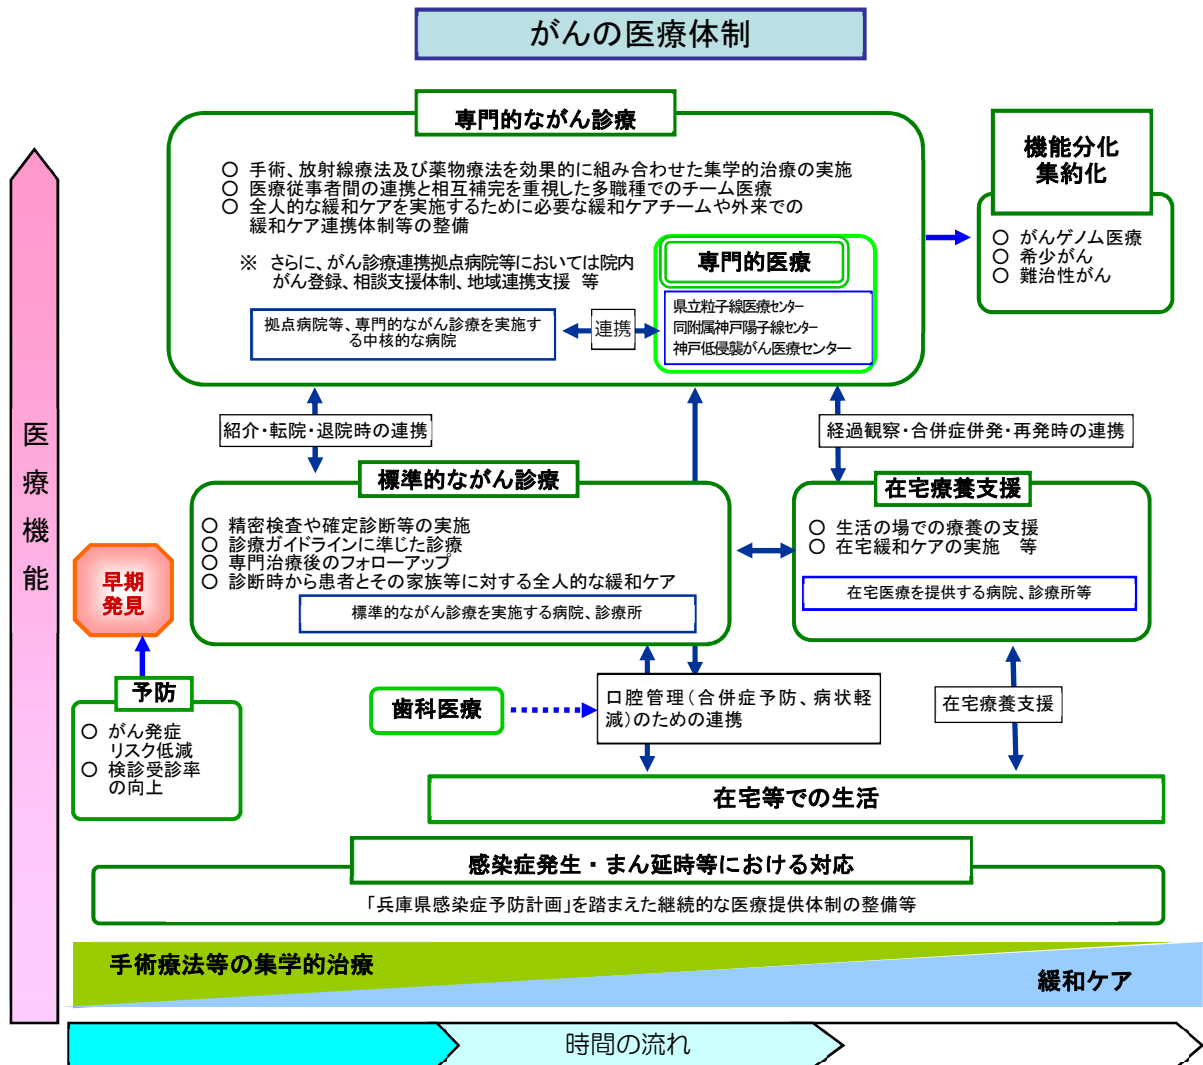 がんの医療体制
専門的ながん診療
○ 手術、放射線療法及び薬物療法を効果的に組み合わせた集学的治療の実施
○ 医療従事者間の連携と相互補完を重視した多職種でのチーム医療
○ 全人的な緩和ケアを実施するために必要な緩和ケアチームや外来での
緩和ケア連携体制等の整備
※ さらに、がん診療連携拠点病院等においては院内
がん登録、相談支援体制、地域連携支援 等
拠点病院等、専門的ながん診療を実施す
る中核的な病院
連携
専門的医療
県立粒子線医療センター
同附属神戸陽子線センター
神戸低侵襲がん医療センター
機能分化
集約化
○ がんゲノム医療
○ 希少がん
○ 難治性がん
医療機能
紹介・転院・退院時の連携
経過観察・合併症併発・再発時の連携
標準的ながん診療
○ 精密検査や確定診断等の実施
○ 診療ガイドラインに準じた診療
○ 専門治療後のフォローアップ
○ 診断時から患者とその家族等に対する全人的な緩和ケア
標準的ながん診療を実施する病院、診療所
在宅療養支援
○ 生活の場での療養の支援
○ 在宅緩和ケアの実施 等
在宅医療を提供する病院、診療所等
早期
発見
予防
○ がん発症
リスク低減
○ 検診受診率
の向上
歯科医療
口腔管理(合併症予防、病状軽
減)のための連携
在宅療養支援
在宅等での生活
感染症発生・まん延時等における対応
「兵庫県感染症予防計画」を踏まえた継続的な医療提供体制の整備等
手術療法等の集学的治療
緩和ケア
時間の流れ